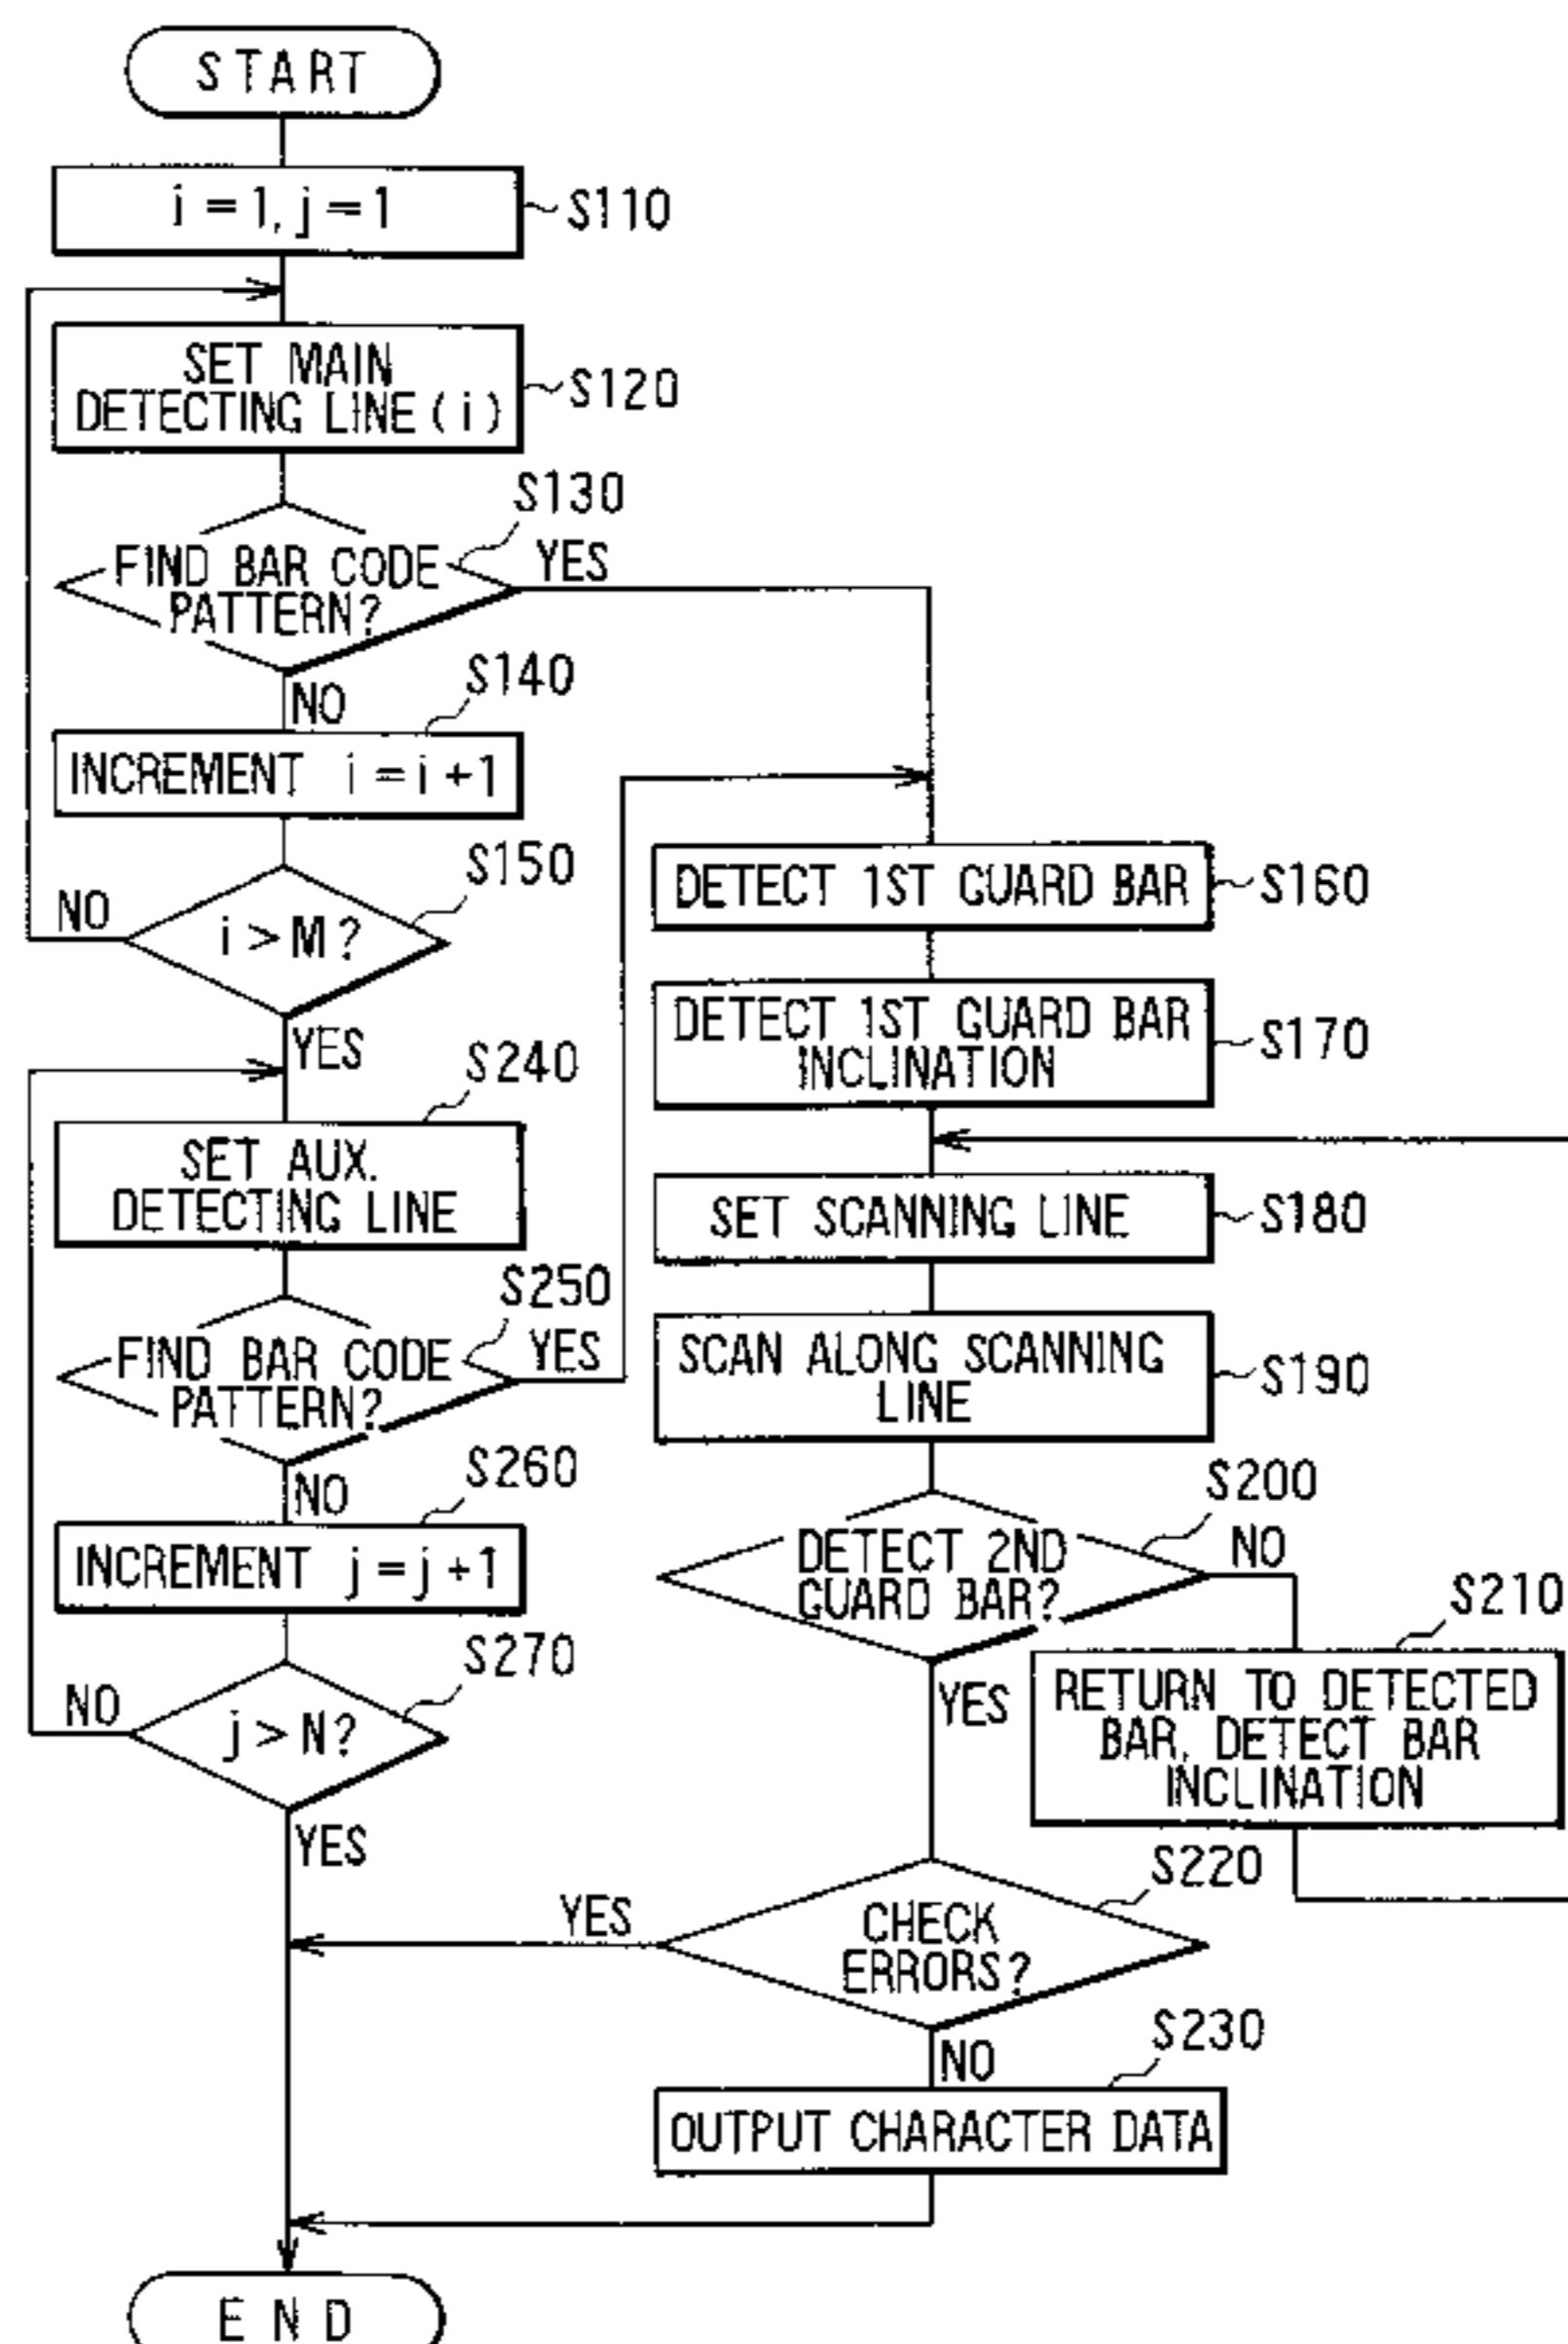 START
i=1, j=1
S110
SET MAIN
DETECTING LINE (i)
S120
S130
FIND BAR CODE
PATTERN?
YES
NO
S140
INCREMENT i=i+1
S150
i>M?
NO
YES
S240
SET AUX.
DETECTING LINE
S250
FIND BAR CODE
PATTERN?
YES
NO
S260
INCREMENT j=j+1
S270
j>N?
NO
YES
DETECT 1ST GUARD BAR
S160
DETECT 1ST GUARD BAR
INCLINATION
S170
SET SCANNING LINE
S180
SCAN ALONG SCANNING
LINE
S190
S200
DETECT 2ND
GUARD BAR?
NO
YES
S210
RETURN TO DETECTED
BAR, DETECT BAR
INCLINATION
S220
CHECK
ERRORS?
YES
NO
S230
OUTPUT CHARACTER DATA
END